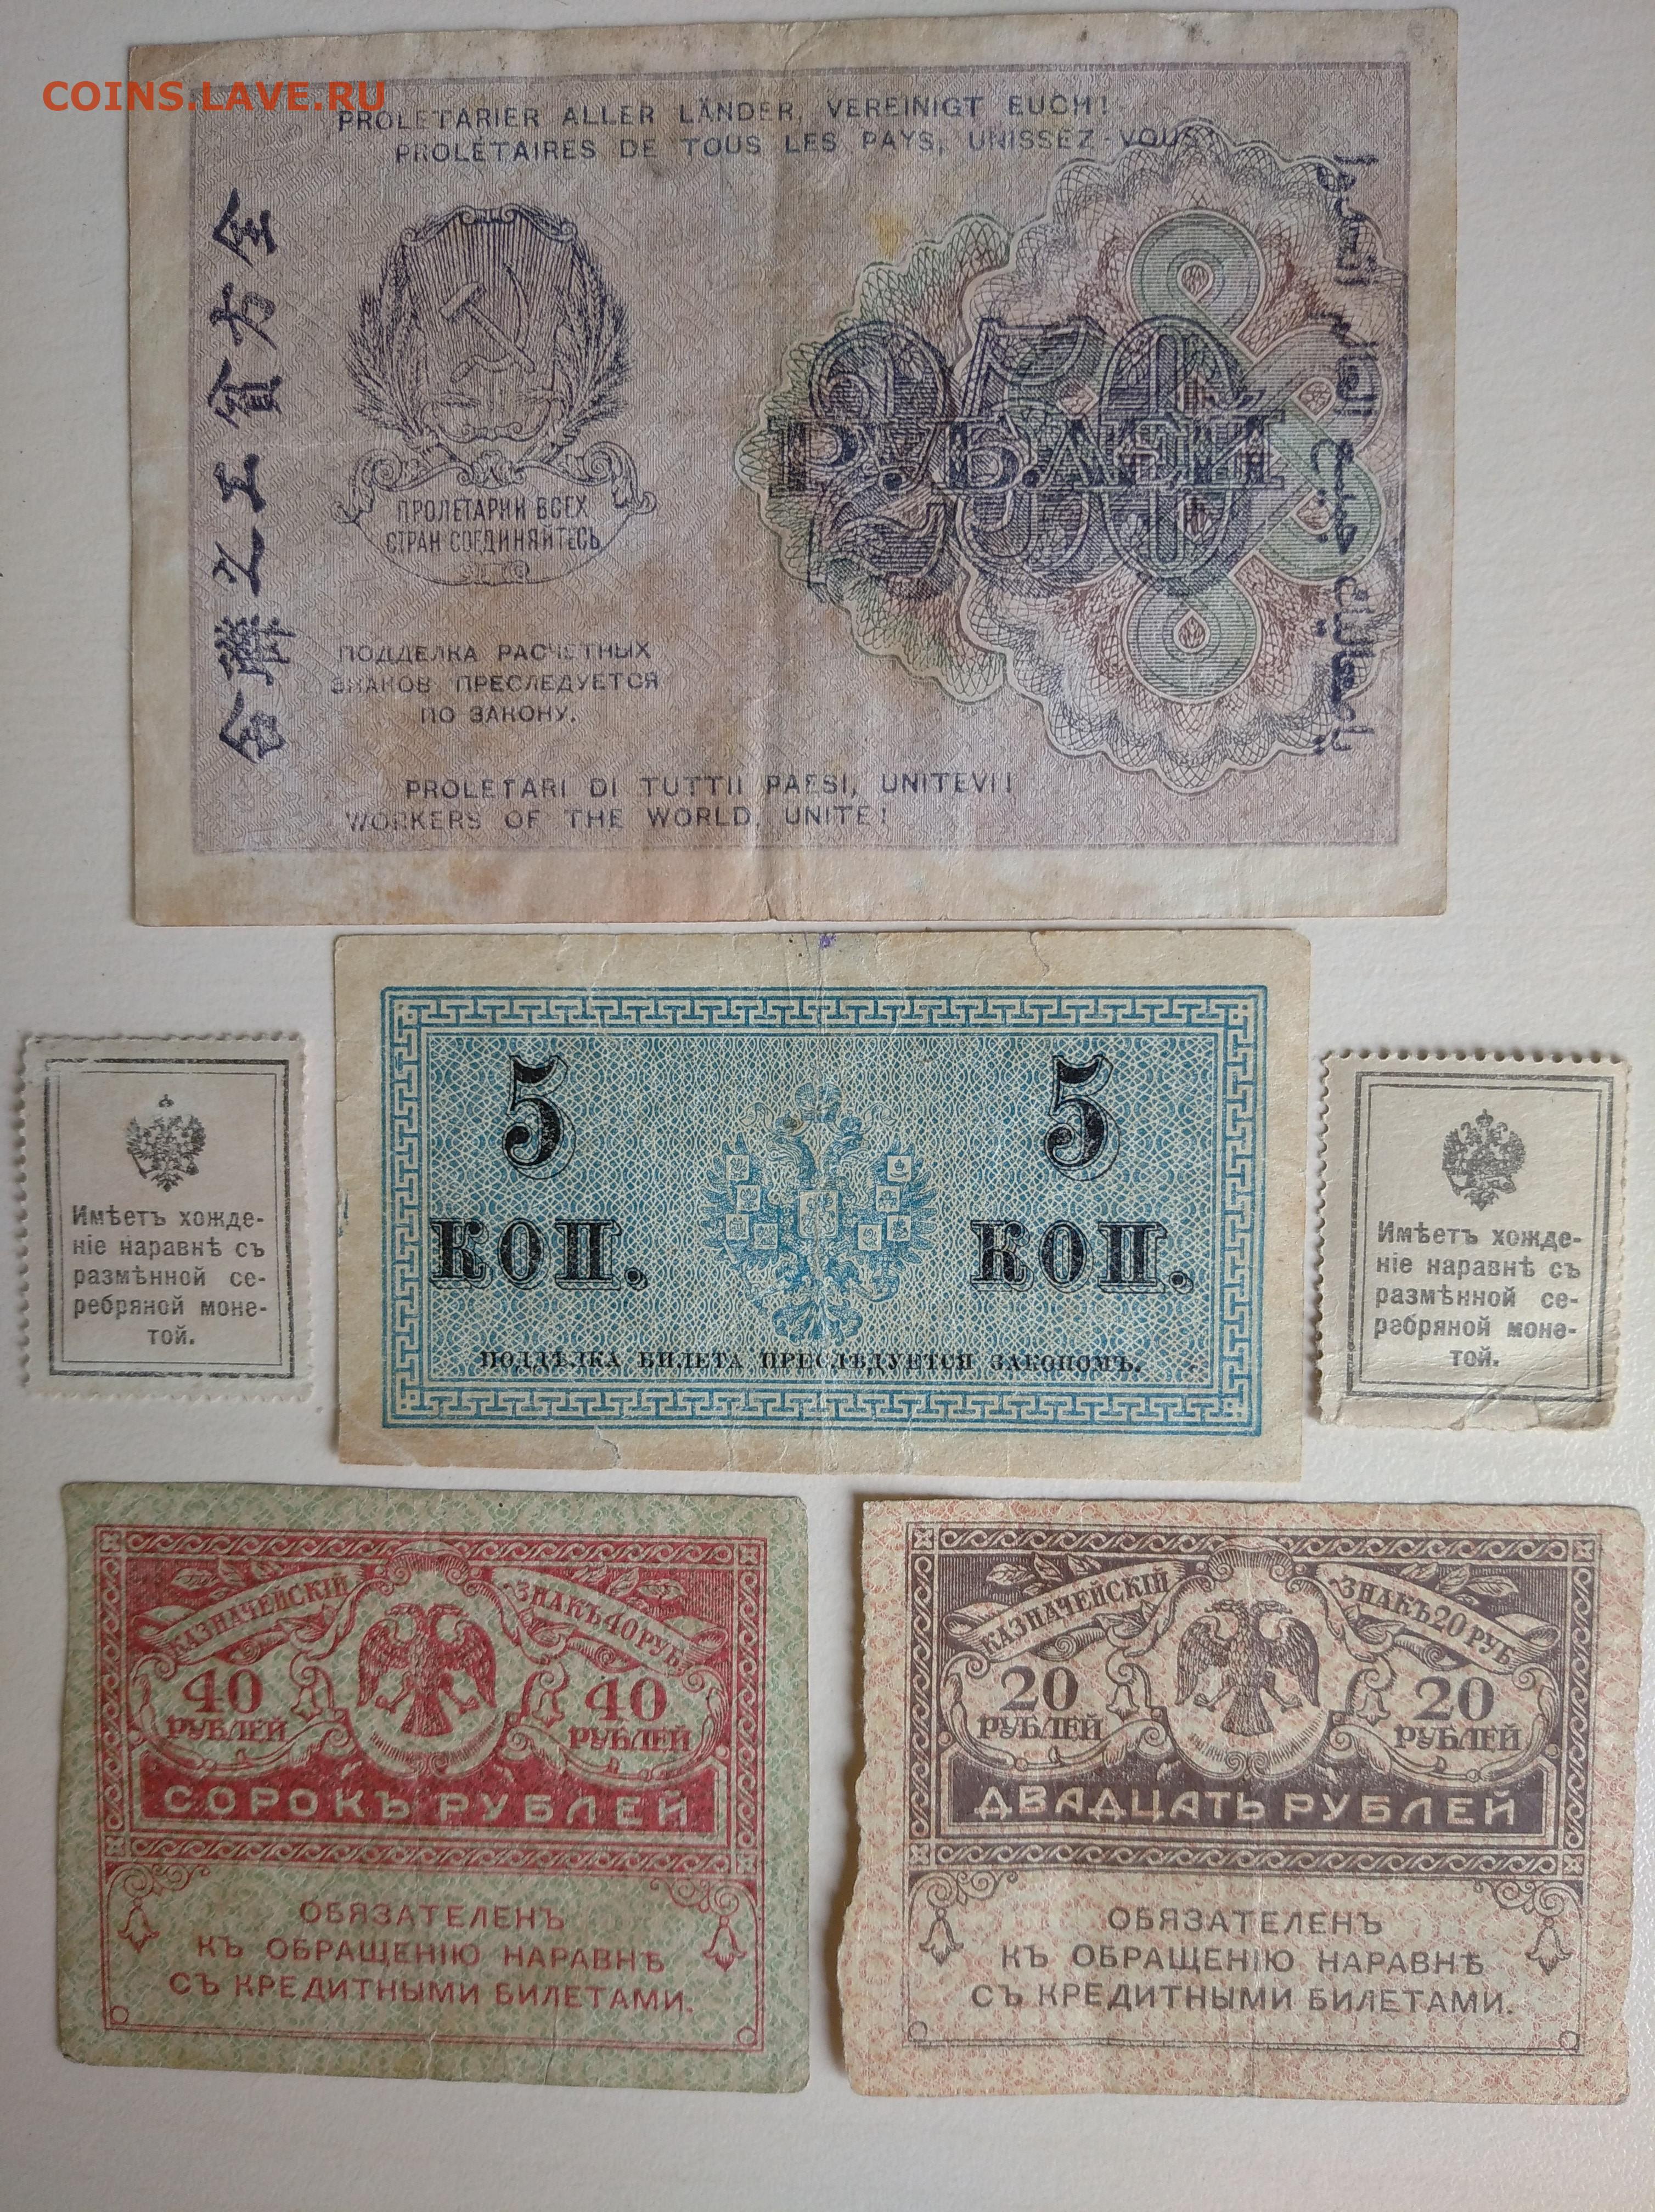 COINS.LAVE.RU
PROLETARIER ALLER LÄNDER, VEREINIGT EUCH!
PROLÉTAIRES DE TOUS LES PAYS, UNISSEZ-VOUS!
250
РУБЛЕЙ
ПРОЛЕТАРИИ ВСЕХ
СТРАН СОЕДИНЯЙТЕСЬ
ПОДДЕЛКА РАСЧЕТНЫХ
ЗНАКОВ ПРЕСЛЕДУЕТСЯ
ПО ЗАКОНУ.
PROLETARI DI TUTTII PAESI, UNITEVI!
WORKERS OF THE WORLD, UNITE!
Имѣетъ хожде-
ніе наравнѣ съ
размѣнной се-
ребряной моне-
той.
5 5
КОП. КОП.
ПОДДѢЛКА БИЛЕТА ПРЕСЛѢДУЕТСЯ ЗАКОНОМЪ.
Имѣетъ хожде-
ніе наравнѣ съ
размѣнной се-
ребряной моне-
той.
КАЗНАЧЕЙСКІЙ ЗНАКЪ 40 РУБ.
40 40
РУБЛЕЙ РУБЛЕЙ
СОРОКЪ РУБЛЕЙ
ОБЯЗАТЕЛЕНЪ
КЪ ОБРАЩЕНІЮ НАРАВНѢ
СЪ КРЕДИТНЫМИ БИЛЕТАМИ.
КАЗНАЧЕЙСКІЙ ЗНАКЪ 20 РУБ.
20 20
РУБЛЕЙ РУБЛЕЙ
ДВАДЦАТЬ РУБЛЕЙ
ОБЯЗАТЕЛЕНЪ
КЪ ОБРАЩЕНІЮ НАРАВНѢ
СЪ КРЕДИТНЫМИ БИЛЕТАМИ.